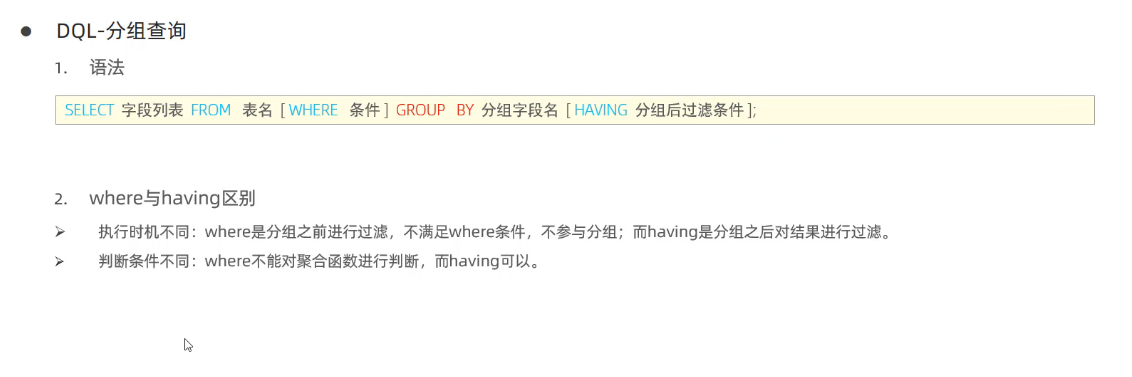 ● DQL-分组查询
1. 语法
SELECT 字段列表 FROM 表名 [ WHERE 条件 ] GROUP BY 分组字段名 [ HAVING 分组后过滤条件 ];
2. where与having区别
➢ 执行时机不同：where是分组之前进行过滤，不满足where条件，不参与分组；而having是分组之后对结果进行过滤。
➢ 判断条件不同：where不能对聚合函数进行判断，而having可以。